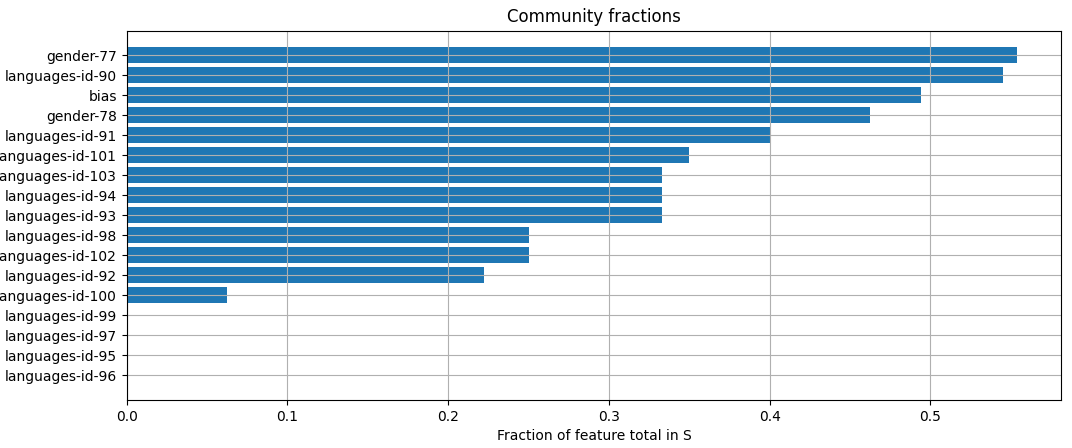 Community fractions
gender-77
languages-id-90
bias
gender-78
languages-id-91
anguages-id-101
anguages-id-103
languages-id-94
languages-id-93
languages-id-98
anguages-id-102
languages-id-92
anguages-id-100
languages-id-99
languages-id-97
languages-id-95
languages-id-96
0.0 0.1 0.2 0.3 0.4 0.5
Fraction of feature total in S